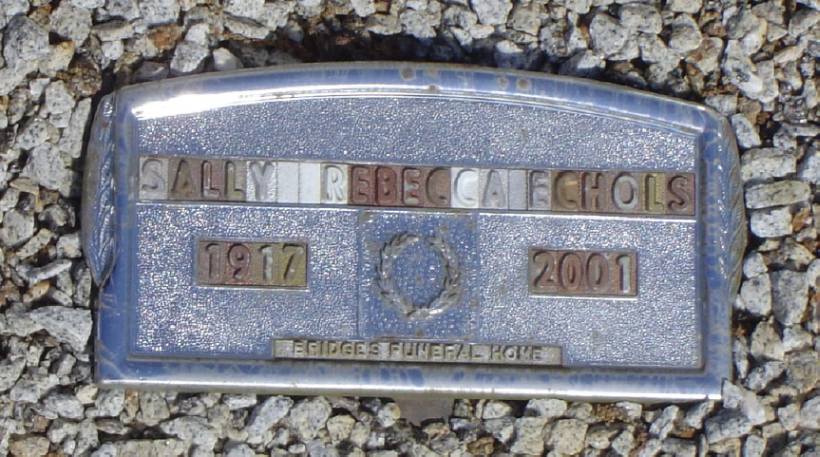 SALLY REBECCA ECHOLS
1917 2001
BRIDGES FUNERAL HOME